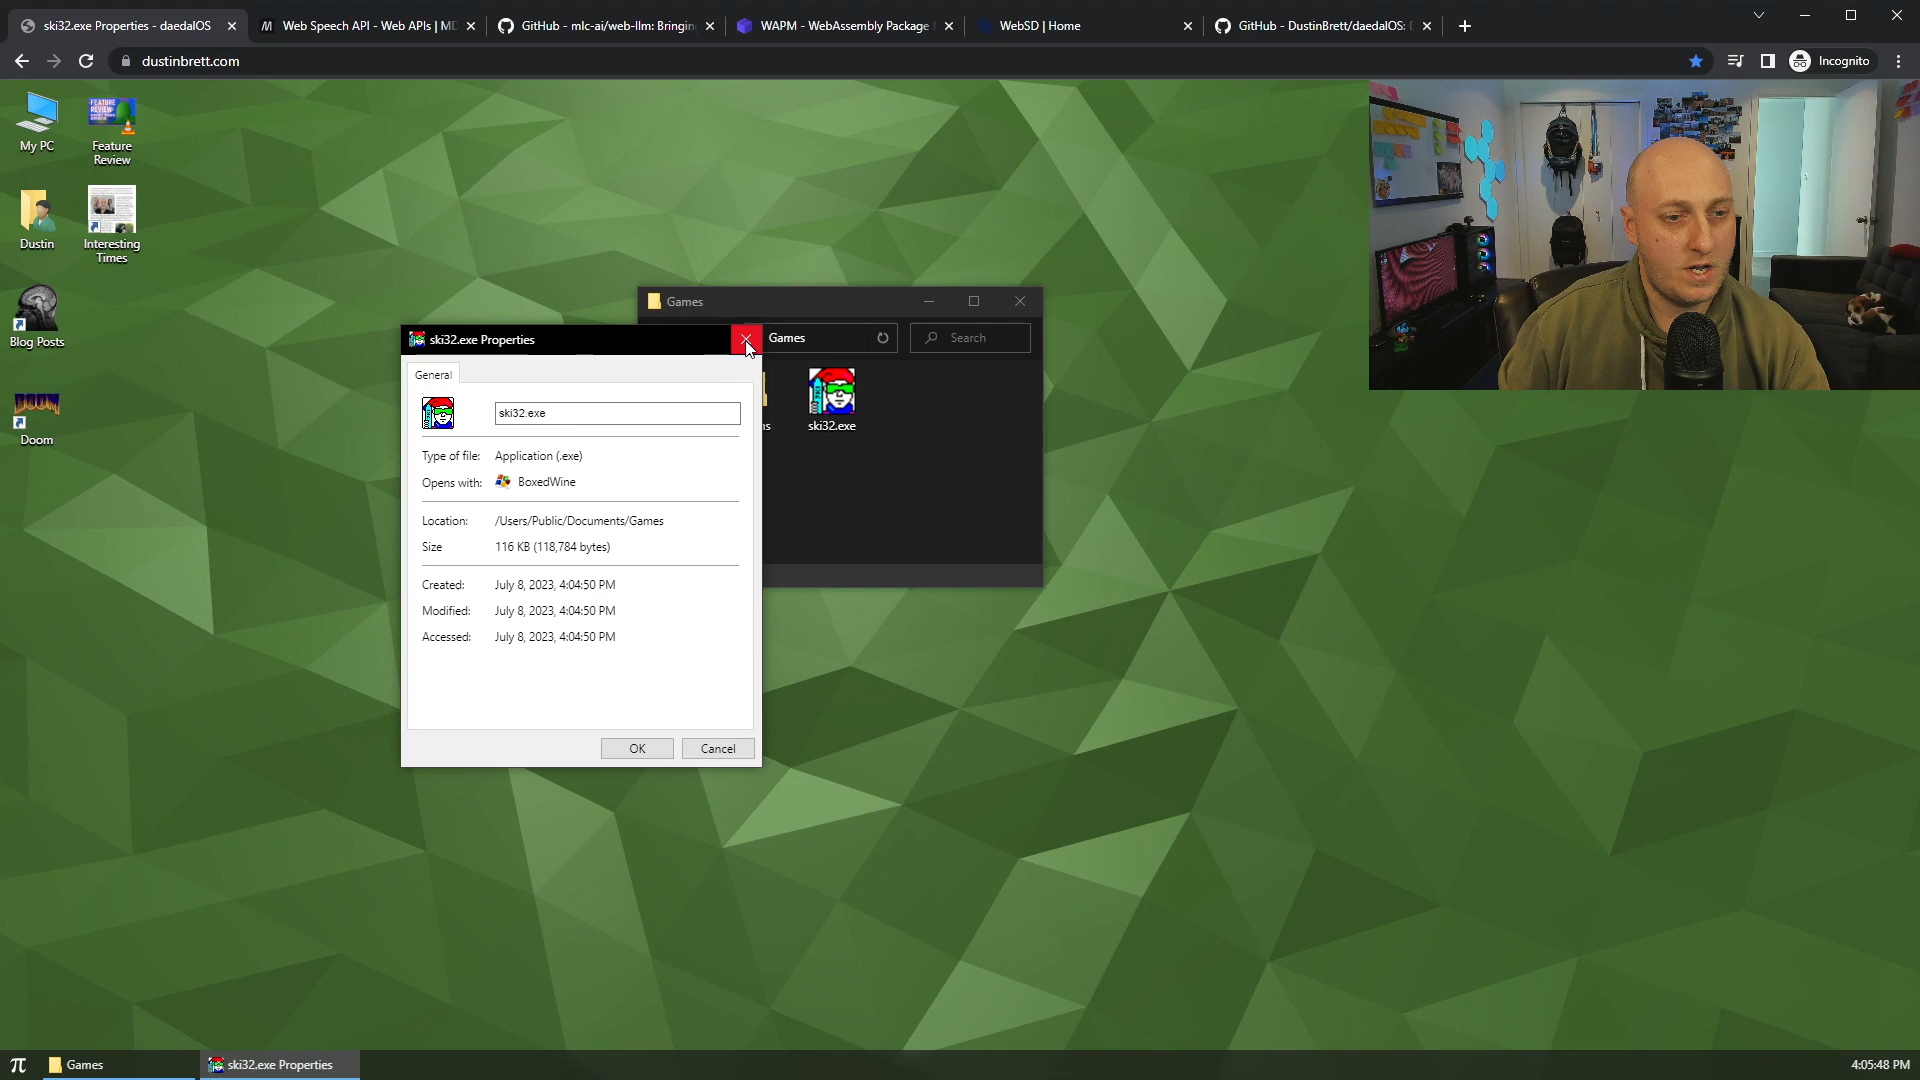 ski32.exe Properties - daedalOS
Web Speech API - Web APIs | MD
GitHub - mlc-ai/web-llm: Bringin
WAPM - WebAssembly Package
WebSD | Home
GitHub - DustinBrett/daedalOS:
dustinbrett.com
Incognito
My PC
FEATURE
REVIEW
Feature
Review
Dustin
Interesting
Times
Blog Posts
DOOM
Doom
Games
Games
Search
ski32.exe
ski32.exe Properties
General
ski32.exe
Type of file: Application (.exe)
Opens with: BoxedWine
Location: /Users/Public/Documents/Games
Size 116 KB (118,784 bytes)
Created: July 8, 2023, 4:04:50 PM
Modified: July 8, 2023, 4:04:50 PM
Accessed: July 8, 2023, 4:04:50 PM
OK Cancel
π Games ski32.exe Properties 4:05:48 PM